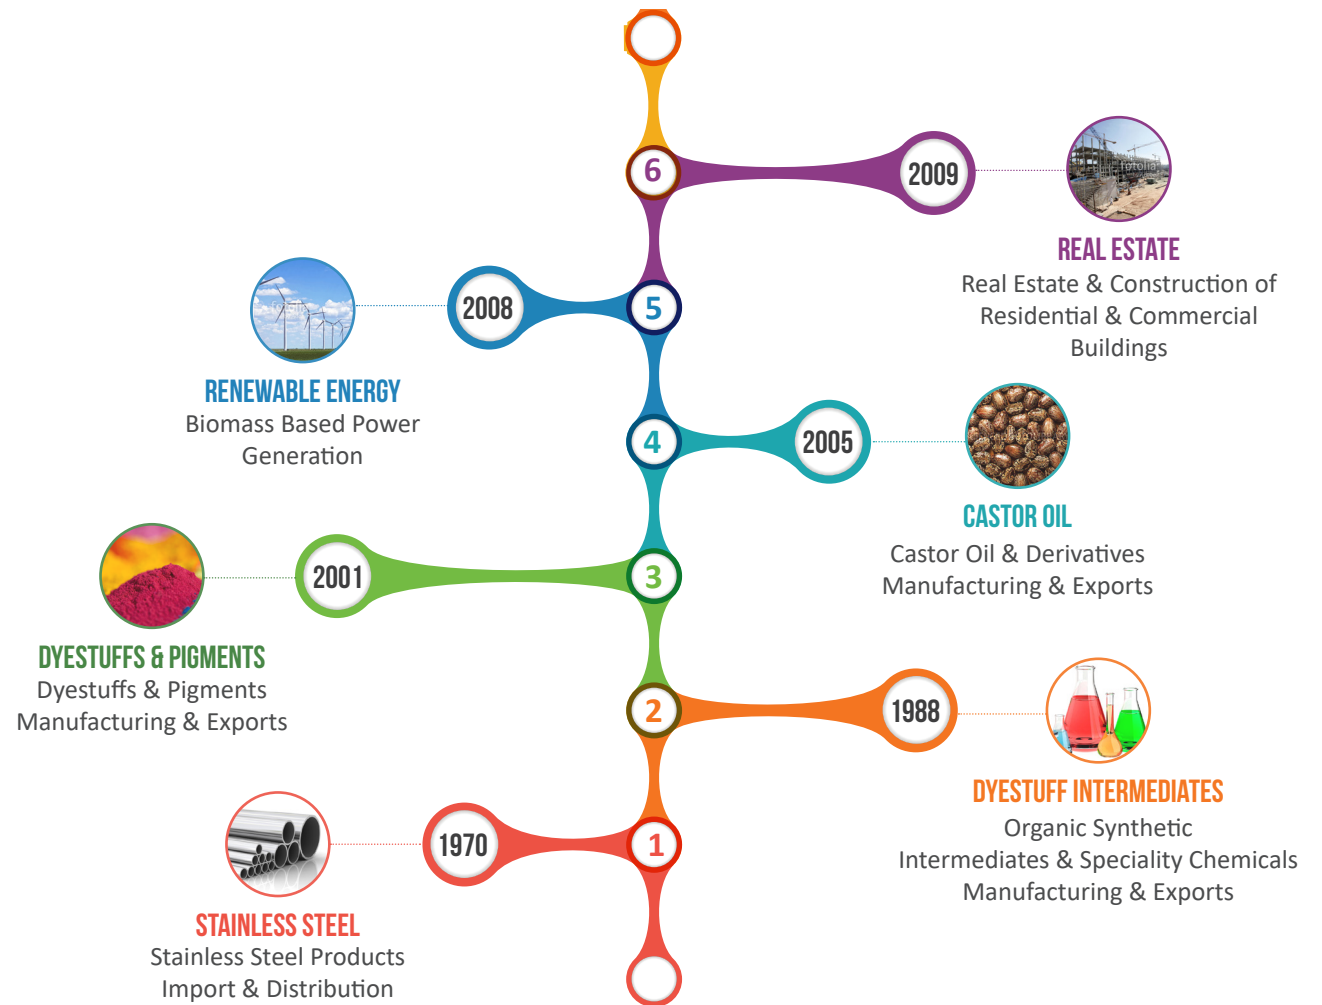 6
2009
REAL ESTATE
Real Estate & Construction of
Residential & Commercial
Buildings
2008
5
RENEWABLE ENERGY
Biomass Based Power
Generation
4
2005
CASTOR OIL
Castor Oil & Derivatives
Manufacturing & Exports
2001
3
DYESTUFFS & PIGMENTS
Dyestuffs & Pigments
Manufacturing & Exports
2
1988
DYESTUFF INTERMEDIATES
Organic Synthetic
Intermediates & Speciality Chemicals
Manufacturing & Exports
1970
1
STAINLESS STEEL
Stainless Steel Products
Import & Distribution